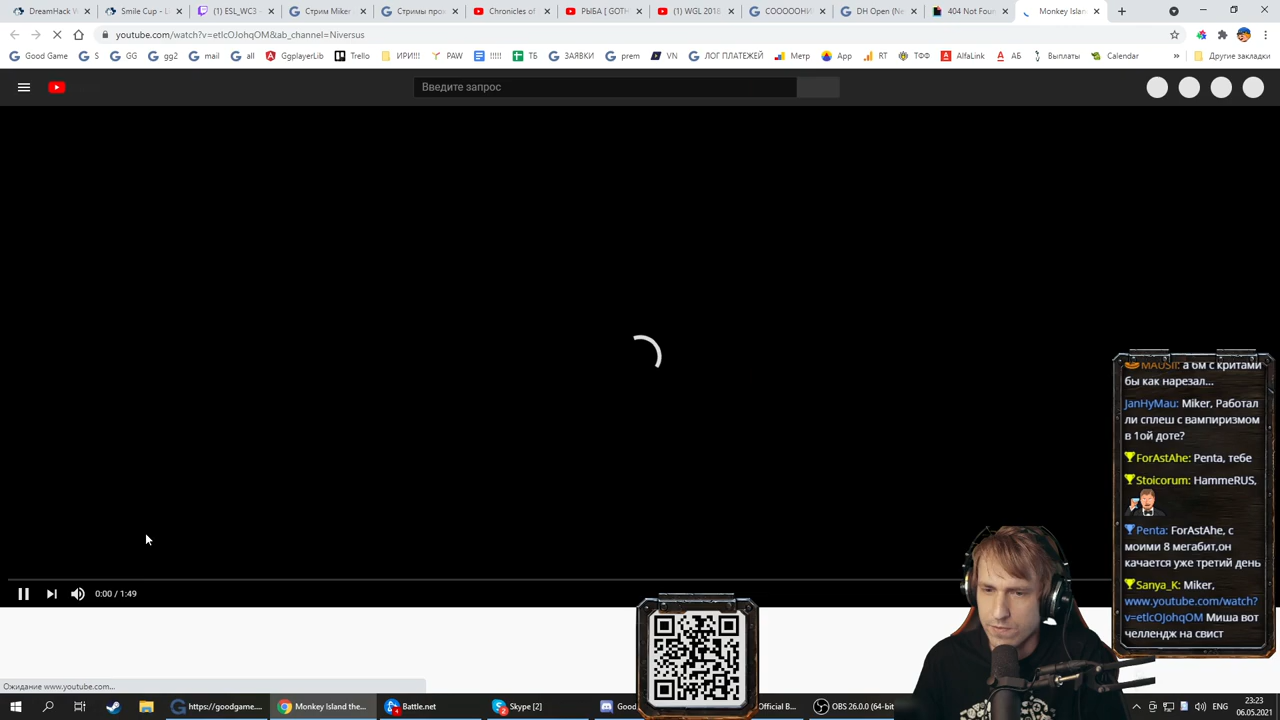 DreamHack W
Smile Cup - L
(1) ESL_WC3 -
Стрим Miker
Стримы прох
Chronicles of
РЫБА [ GOTH
(1) WGL 2018
СОООООНИ
DH Open (Ne
404 Not Foun
Monkey Islan
youtube.com/watch?v=etlcOJohqOM&ab_channel=Niversus
Good Game
S
GG
gg2
mail
all
GgplayerLib
Trello
ИРИ!!!
PAW
!!!!!
ТБ
ЗАЯВКИ
prem
VN
ЛОГ ПЛАТЕЖЕЙ
Метр
App
RT
ТФФ
AlfaLink
АБ
Выплаты
Calendar
»
Другие закладки
Введите запрос
MAUSII: а бм с критами
бы как нарезал...
JanHyMau: Miker, Работал
ли сплеш с вампиризмом
в 1ой доте?
ForAstAhe: Penta, тебе
Stoicorum: HammeRUS,
Penta: ForAstAhe, с
моими 8 мегабит,он
качается уже третий день
Sanya_K: Miker,
www.youtube.com/watch?
v=etlcOJohqOM Миша вот
челлендж на свист
0:00 / 1:49
Ожидание www.youtube.com...
https://goodgame....
Monkey Island the...
Battle.net
Skype [2]
Good
Official B...
OBS 26.0.0 (64-bit
ENG
23:23
06.05.2021